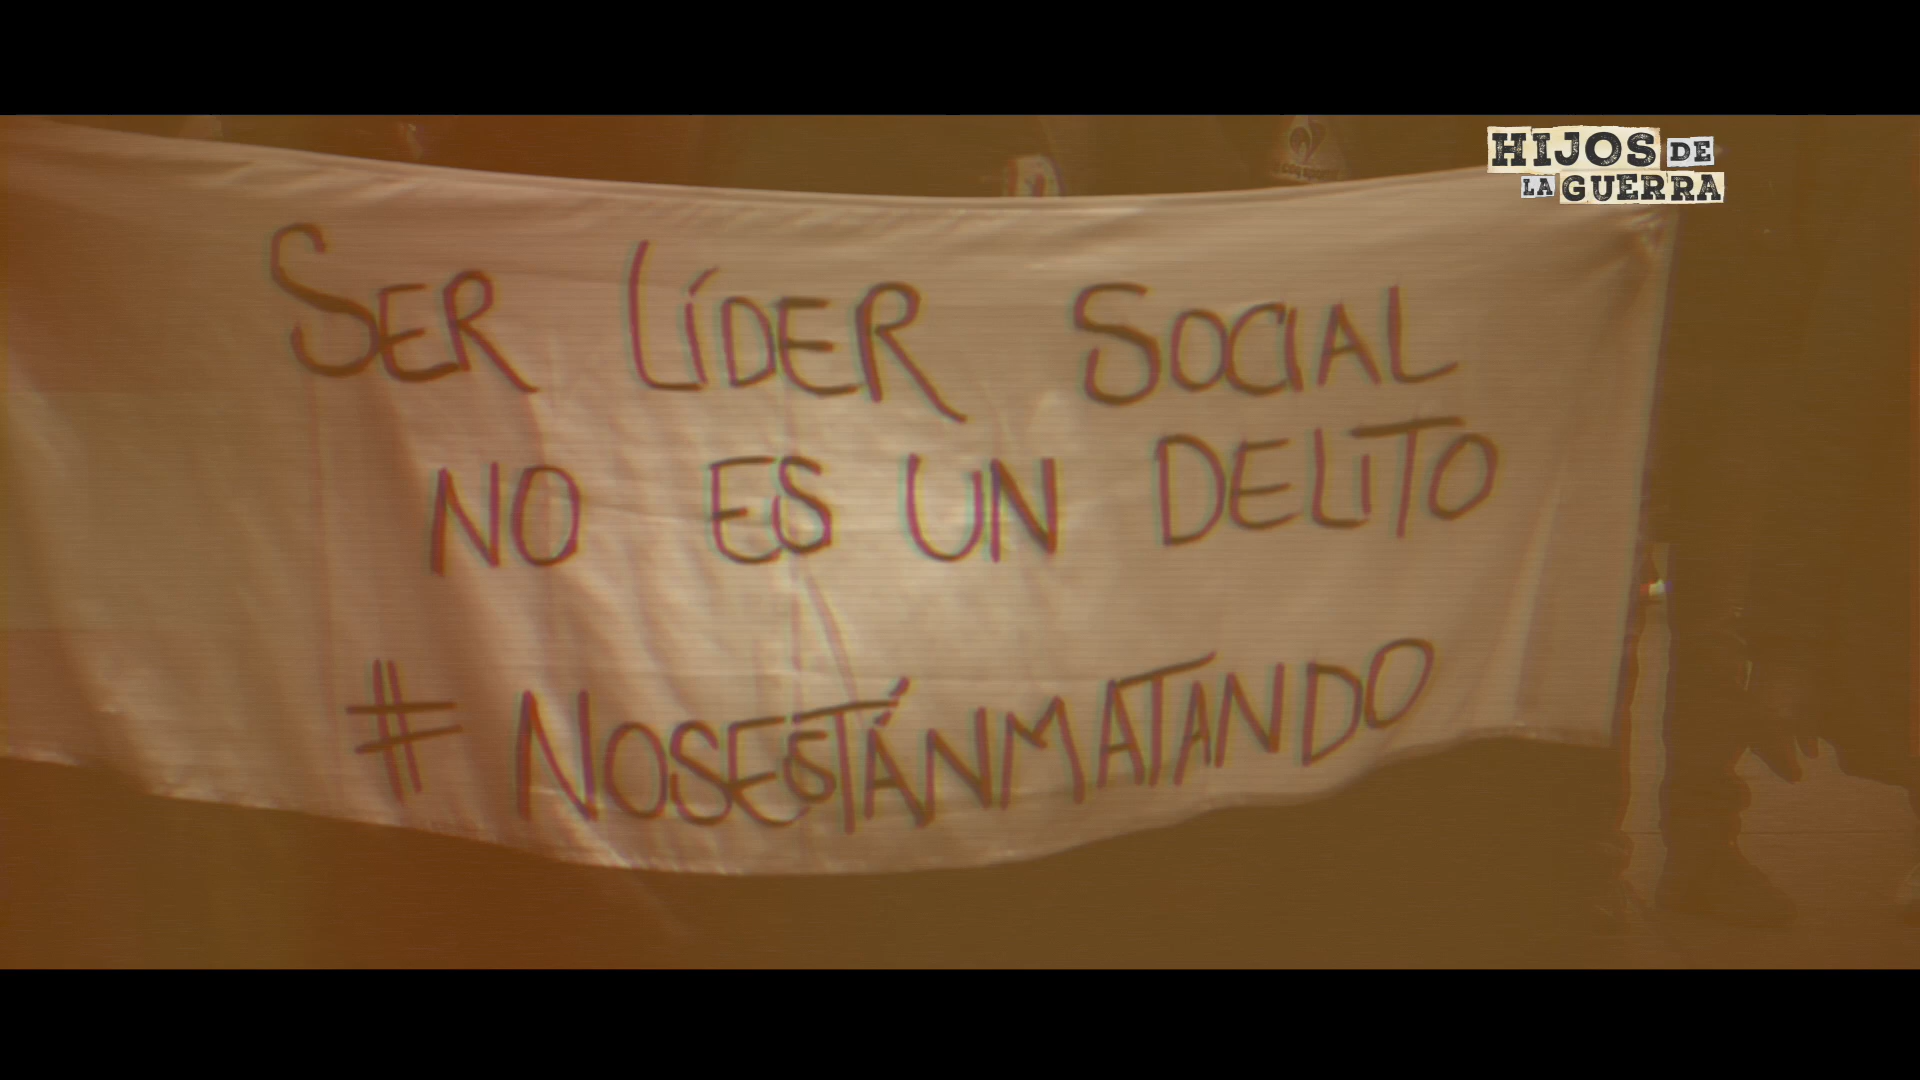 HIJOS DE
LA GUERRA
SER LÍDER SOCIAL
NO ES UN DELITO
# NOSESTÁNMATANDO